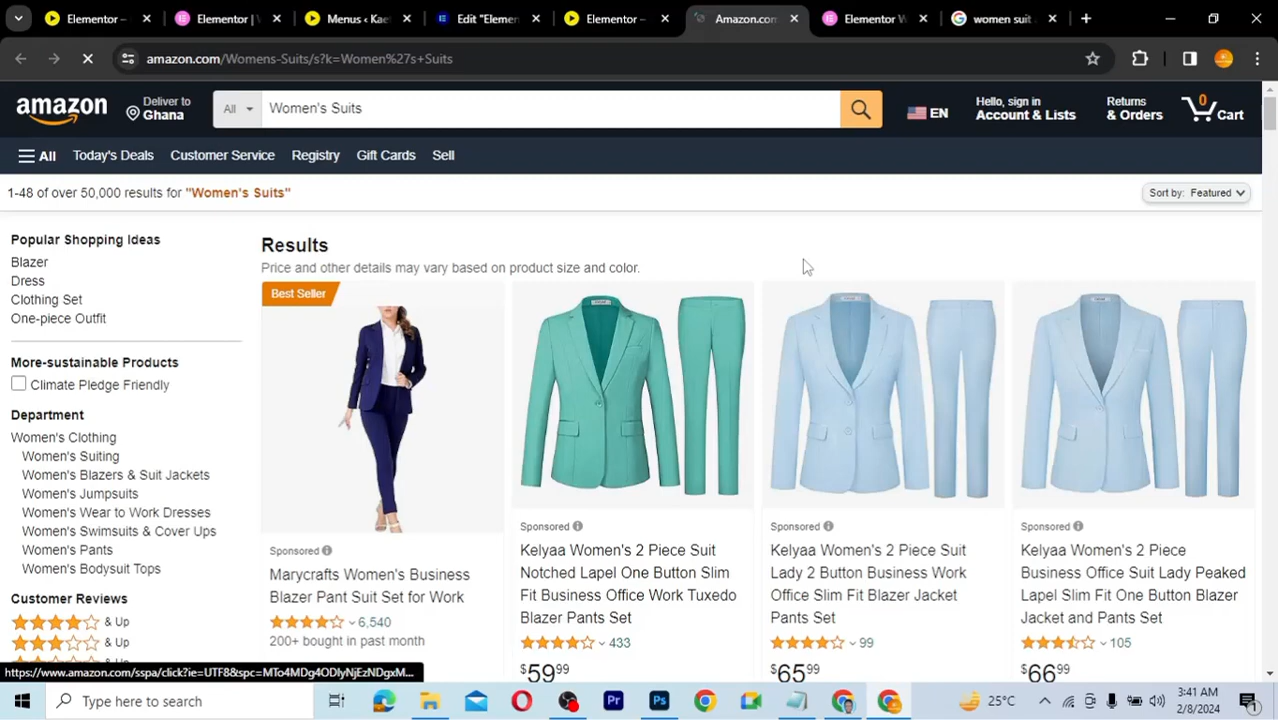 Elementor –
Elementor |
Menus ‹ Kae
Edit "Elemen
Elementor –
Amazon.com
Elementor W
women suit
amazon.com/Womens-Suits/s?k=Women%27s+Suits
amazon
Deliver to
Ghana
All
Women's Suits
EN
Hello, sign in
Account & Lists
Returns
& Orders
0
Cart
All
Today's Deals
Customer Service
Registry
Gift Cards
Sell
1-48 of over 50,000 results for "Women's Suits"
Sort by: Featured
Popular Shopping Ideas
Blazer
Dress
Clothing Set
One-piece Outfit
More-sustainable Products
Climate Pledge Friendly
Department
Women's Clothing
Women's Suiting
Women's Blazers & Suit Jackets
Women's Jumpsuits
Women's Wear to Work Dresses
Women's Swimsuits & Cover Ups
Women's Pants
Women's Bodysuit Tops
Customer Reviews
& Up
& Up
Results
Price and other details may vary based on product size and color.
Best Seller
Sponsored
Marycrafts Women's Business
Blazer Pant Suit Set for Work
6,540
200+ bought in past month
Sponsored
Kelyaa Women's 2 Piece Suit
Notched Lapel One Button Slim
Fit Business Office Work Tuxedo
Blazer Pants Set
433
$59.99
Sponsored
Kelyaa Women's 2 Piece Suit
Lady 2 Button Business Work
Office Slim Fit Blazer Jacket
Pants Set
99
$65.99
Sponsored
Kelyaa Women's 2 Piece
Business Office Suit Lady Peaked
Lapel Slim Fit One Button Blazer
Jacket and Pants Set
105
$66.99
Type here to search
Pr
Ps
25°C
3:41 AM
2/8/2024
1